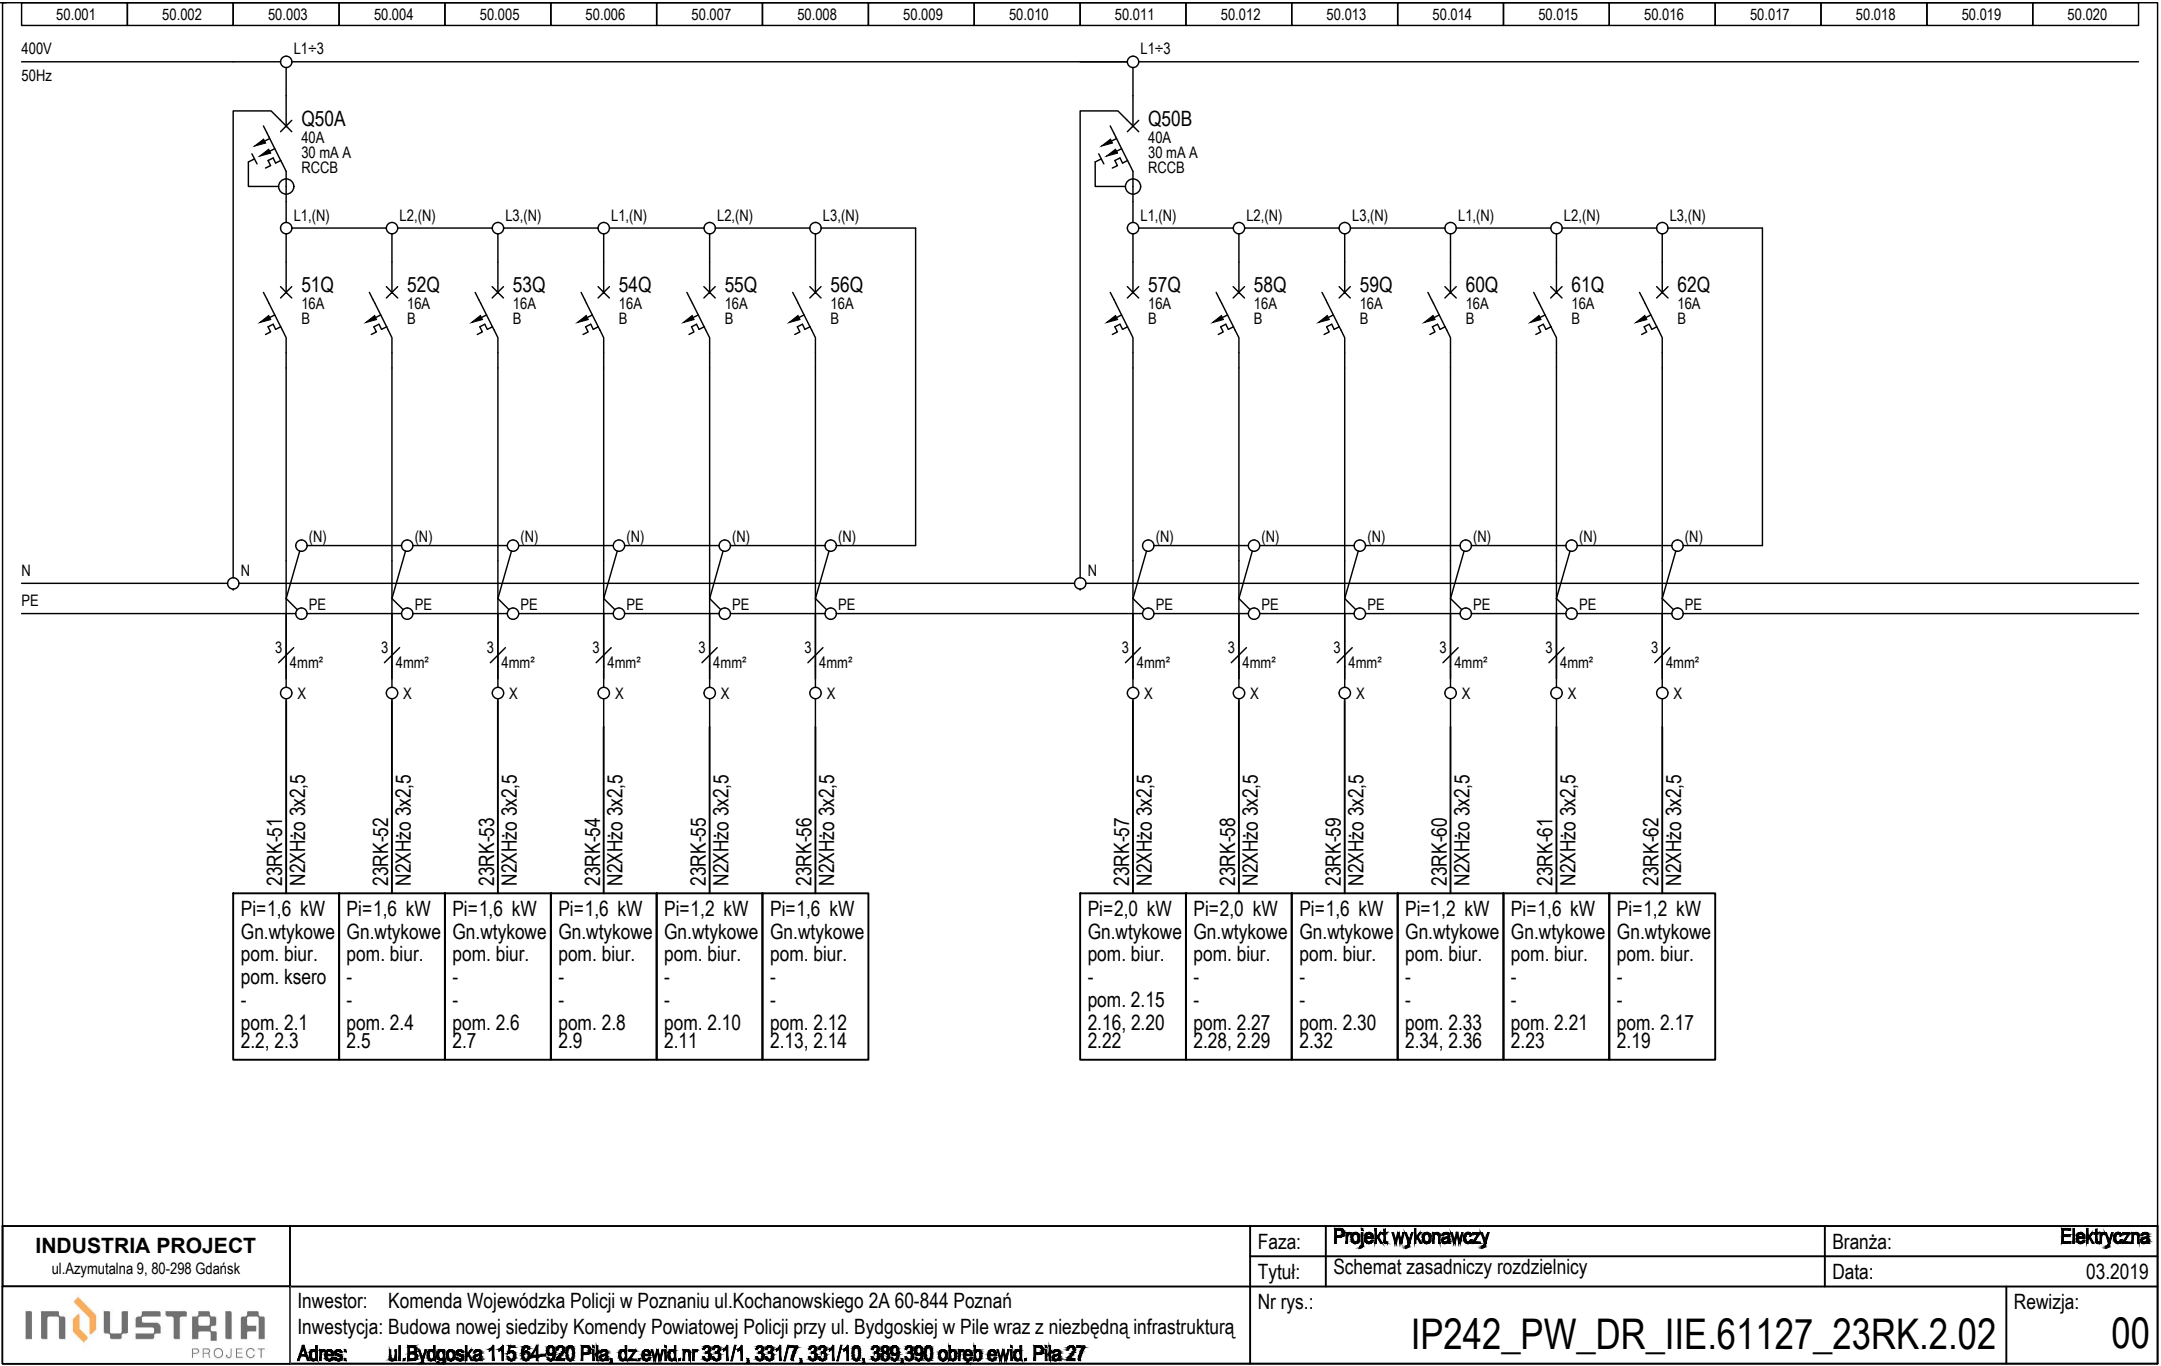 50.001 50.002 50.003 50.004 50.005 50.006 50.007 50.008 50.009 50.010 50.011 50.012 50.013 50.014 50.015 50.016 50.017 50.018 50.019 50.020
400V L1÷3 L1÷3
50Hz
Q50A Q50B
40A 40A
30 mA A 30 mA A
RCCB RCCB
L1,(N) L2,(N) L3,(N) L1,(N) L2,(N) L3,(N) L1,(N) L2,(N) L3,(N) L1,(N) L2,(N) L3,(N)
51Q 52Q 53Q 54Q 55Q 56Q 57Q 58Q 59Q 60Q 61Q 62Q
16A 16A 16A 16A 16A 16A 16A 16A 16A 16A 16A 16A
B B B B B B B B B B B B
(N) (N) (N) (N) (N) (N) (N) (N) (N) (N) (N) (N)
N N N
PE PE PE PE PE PE PE PE PE PE PE PE PE
3 3 3 3 3 3 3 3 3 3 3 3
4mm² 4mm² 4mm² 4mm² 4mm² 4mm² 4mm² 4mm² 4mm² 4mm² 4mm² 4mm²
X X X X X X X X X X X X
23RK-51
N2XHżo 3x2,5
23RK-52
N2XHżo 3x2,5
23RK-53
N2XHżo 3x2,5
23RK-54
N2XHżo 3x2,5
23RK-55
N2XHżo 3x2,5
23RK-56
N2XHżo 3x2,5
23RK-57
N2XHżo 3x2,5
23RK-58
N2XHżo 3x2,5
23RK-59
N2XHżo 3x2,5
23RK-60
N2XHżo 3x2,5
23RK-61
N2XHżo 3x2,5
23RK-62
N2XHżo 3x2,5
Pi=1,6 kW
Gn.wtykowe
pom. biur.
pom. ksero
-
pom. 2.1
2.2, 2.3
Pi=1,6 kW
Gn.wtykowe
pom. biur.
-
-
pom. 2.4
2.5
Pi=1,6 kW
Gn.wtykowe
pom. biur.
-
-
pom. 2.6
2.7
Pi=1,6 kW
Gn.wtykowe
pom. biur.
-
-
pom. 2.8
2.9
Pi=1,2 kW
Gn.wtykowe
pom. biur.
-
-
pom. 2.10
2.11
Pi=1,6 kW
Gn.wtykowe
pom. biur.
-
-
pom. 2.12
2.13, 2.14
Pi=2,0 kW
Gn.wtykowe
pom. biur.
-
pom. 2.15
2.16, 2.20
2.22
Pi=2,0 kW
Gn.wtykowe
pom. biur.
-
-
pom. 2.27
2.28, 2.29
Pi=1,6 kW
Gn.wtykowe
pom. biur.
-
-
pom. 2.30
2.32
Pi=1,2 kW
Gn.wtykowe
pom. biur.
-
-
pom. 2.33
2.34, 2.36
Pi=1,6 kW
Gn.wtykowe
pom. biur.
-
-
pom. 2.21
2.23
Pi=1,2 kW
Gn.wtykowe
pom. biur.
-
-
pom. 2.17
2.19
INDUSTRIA PROJECT
ul.Azymutalna 9, 80-298 Gdańsk
INDUSTRIA
PROJECT
Inwestor: Komenda Wojewódzka Policji w Poznaniu ul.Kochanowskiego 2A 60-844 Poznań
Inwestycja: Budowa nowej siedziby Komendy Powiatowej Policji przy ul. Bydgoskiej w Pile wraz z niezbędną infrastrukturą
Adres: ul.Bydgoska 115 64-920 Piła, dz.ewid.nr 331/1, 331/7, 331/10, 389,390 obręb ewid. Piła 27
Faza: Projekt wykonawczy Branża: Elektryczna
Tytuł: Schemat zasadniczy rozdzielnicy Data: 03.2019
Nr rys.: IP242_PW_DR_IIE.61127_23RK.2.02 Rewizja: 00